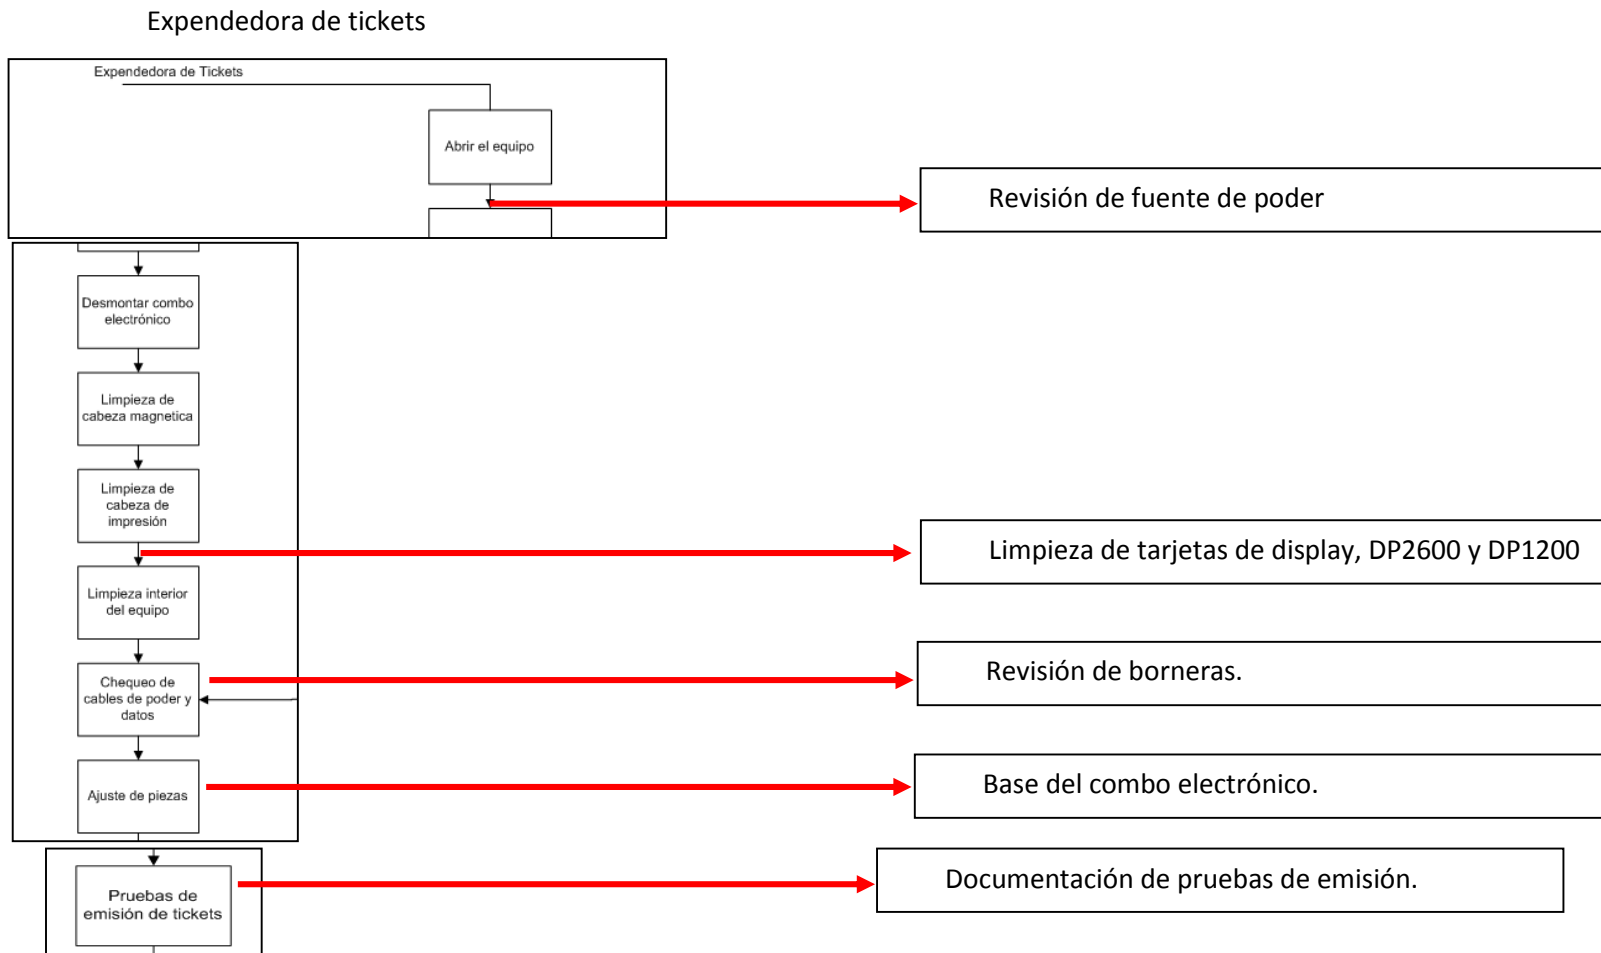 Expendedora de tickets
Expendedora de Tickets
Abrir el equipo
Revisión de fuente de poder
Desmontar combo
electrónico
Limpieza de
cabeza magnetica
Limpieza de
cabeza de
impresión
Limpieza de tarjetas de display, DP2600 y DP1200
Limpieza interior
del equipo
Revisión de borneras.
Chequeo de
cables de poder y
datos
Base del combo electrónico.
Ajuste de piezas
Documentación de pruebas de emisión.
Pruebas de
emisión de tickets